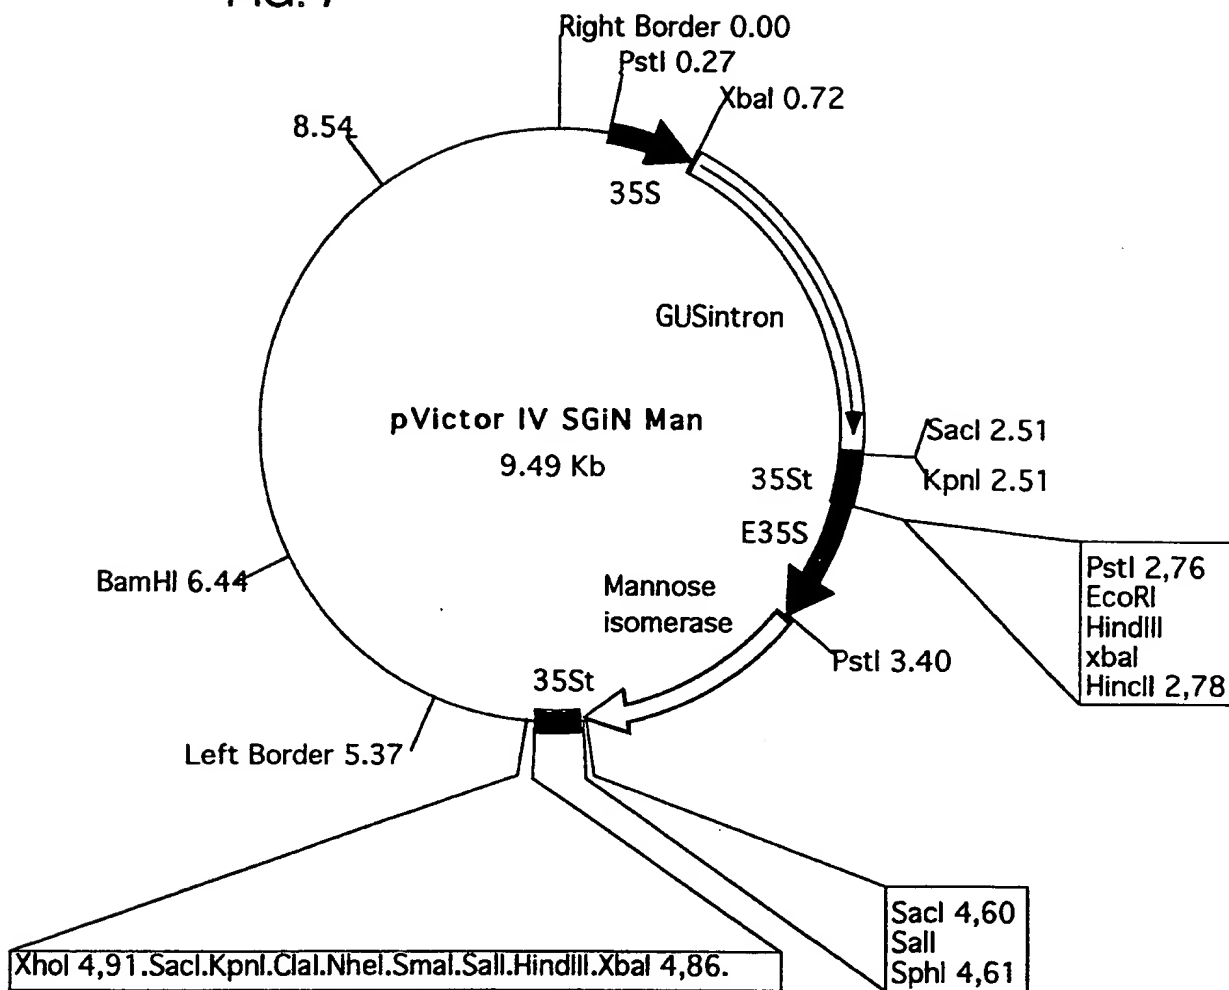 FIG. 7
Right Border 0.00
PstI 0.27
XbaI 0.72
8.54
35S
GUSintron
pVictor IV SGiN Man
9.49 Kb
SacI 2.51
KpnI 2.51
35St
E35S
PstI 2,76
EcoRI
HindIII
xbaI
HincII 2,78
BamHI 6.44
Mannose
isomerase
PstI 3.40
35St
Left Border 5.37
SacI 4,60
SalI
SphI 4,61
XhoI 4,91.SacI.KpnI.ClaI.NheI.SmaI.SalI.HindIII.XbaI 4,86.